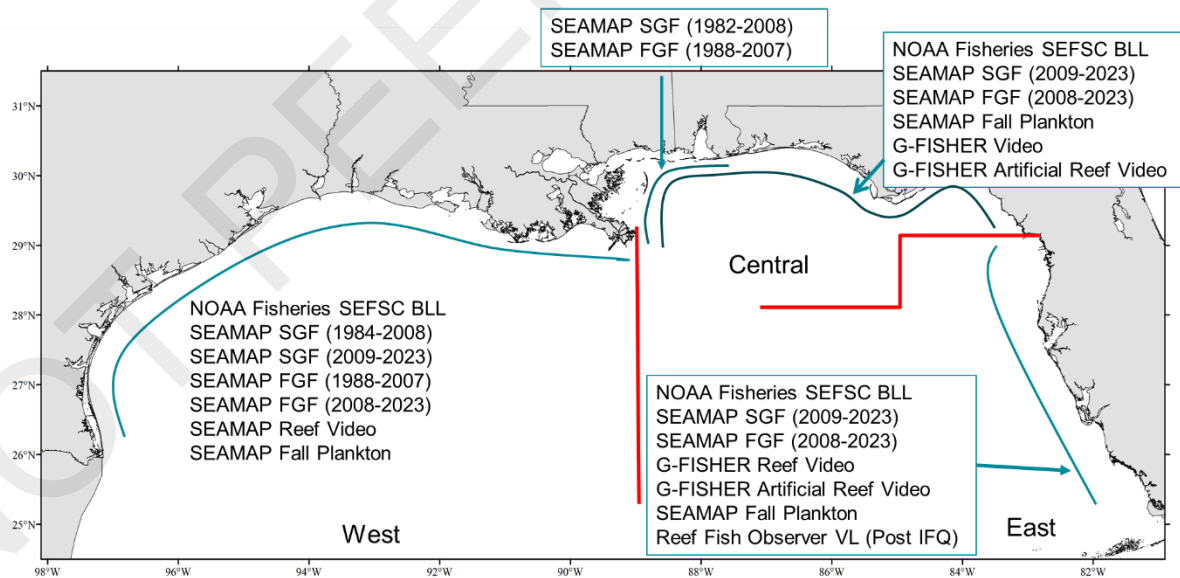 SEAMAP SGF (1982-2008)
SEAMAP FGF (1988-2007)
NOAA Fisheries SEFSC BLL
SEAMAP SGF (2009-2023)
SEAMAP FGF (2008-2023)
SEAMAP Fall Plankton
G-FISHER Video
G-FISHER Artificial Reef Video
31°N
30°N
29°N
28°N
27°N
26°N
25°N
Central
NOAA Fisheries SEFSC BLL
SEAMAP SGF (1984-2008)
SEAMAP SGF (2009-2023)
SEAMAP FGF (1988-2007)
SEAMAP FGF (2008-2023)
SEAMAP Reef Video
SEAMAP Fall Plankton
NOAA Fisheries SEFSC BLL
SEAMAP SGF (2009-2023)
SEAMAP FGF (2008-2023)
G-FISHER Reef Video
G-FISHER Artificial Reef Video
SEAMAP Fall Plankton
Reef Fish Observer VL (Post IFQ)
West
East
98°W 96°W 94°W 92°W 90°W 88°W 86°W 84°W 82°W
NOT PEE